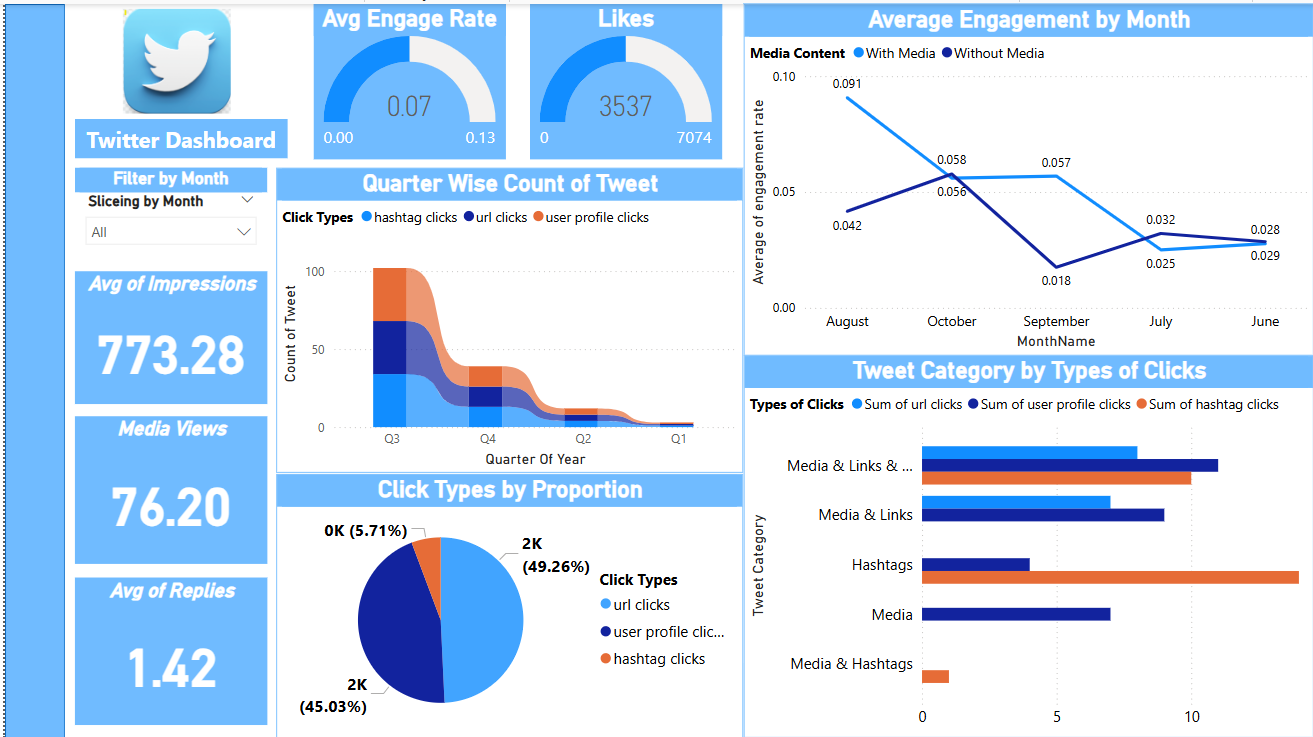 Twitter Dashboard
Filter by Month
Sliceing by Month
All
Avg of Impressions
773.28
Media Views
76.20
Avg of Replies
1.42
Avg Engage Rate
0.07
0.00
0.13
Likes
3537
0
7074
Quarter Wise Count of Tweet
Click Types hashtag clicks url clicks user profile clicks
Count of Tweet
100
50
0
Q3 Q4 Q2 Q1
Quarter Of Year
Click Types by Proportion
0K (5.71%)
2K
(49.26%)
2K
(45.03%)
Click Types
url clicks
user profile clic...
hashtag clicks
Average Engagement by Month
Media Content With Media Without Media
Average of engagement rate
0.10
0.05
0.00
0.091
0.042
0.058
0.056
0.057
0.018
0.032
0.025
0.028
0.029
August October September July June
MonthName
Tweet Category by Types of Clicks
Types of Clicks Sum of url clicks Sum of user profile clicks Sum of hashtag clicks
Tweet Category
Media & Links & ...
Media & Links
Hashtags
Media
Media & Hashtags
0 5 10